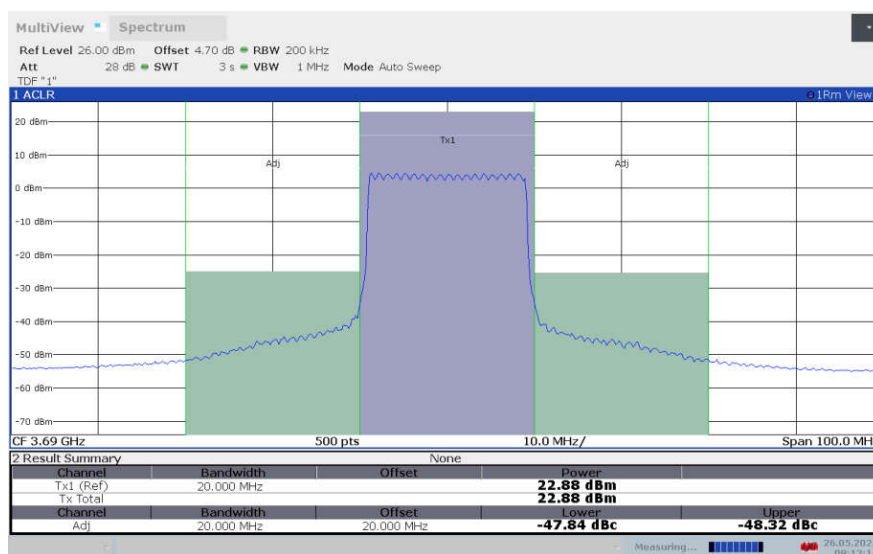 MultiView Spectrum
Ref Level 26.00 dBm Offset 4.70 dB RBW 200 kHz
Att 28 dB SWT 3 s VBW 1 MHz Mode Auto Sweep
TDF "1"
1 ACLR 1Rm View
20 dBm
Tx1
10 dBm
Adj Adj
0 dBm
-10 dBm
-20 dBm
-30 dBm
-40 dBm
-50 dBm
-60 dBm
-70 dBm
CF 3.69 GHz 500 pts 10.0 MHz/ Span 100.0 MH
2 Result Summary None
Channel Bandwidth Offset Power
Tx1 (Ref) 20.000 MHz 22.88 dBm
Tx Total 22.88 dBm
Channel Bandwidth Offset Lower Upper
Adj 20.000 MHz 20.000 MHz -47.84 dBc -48.32 dBc
Measuring... 26.05.202